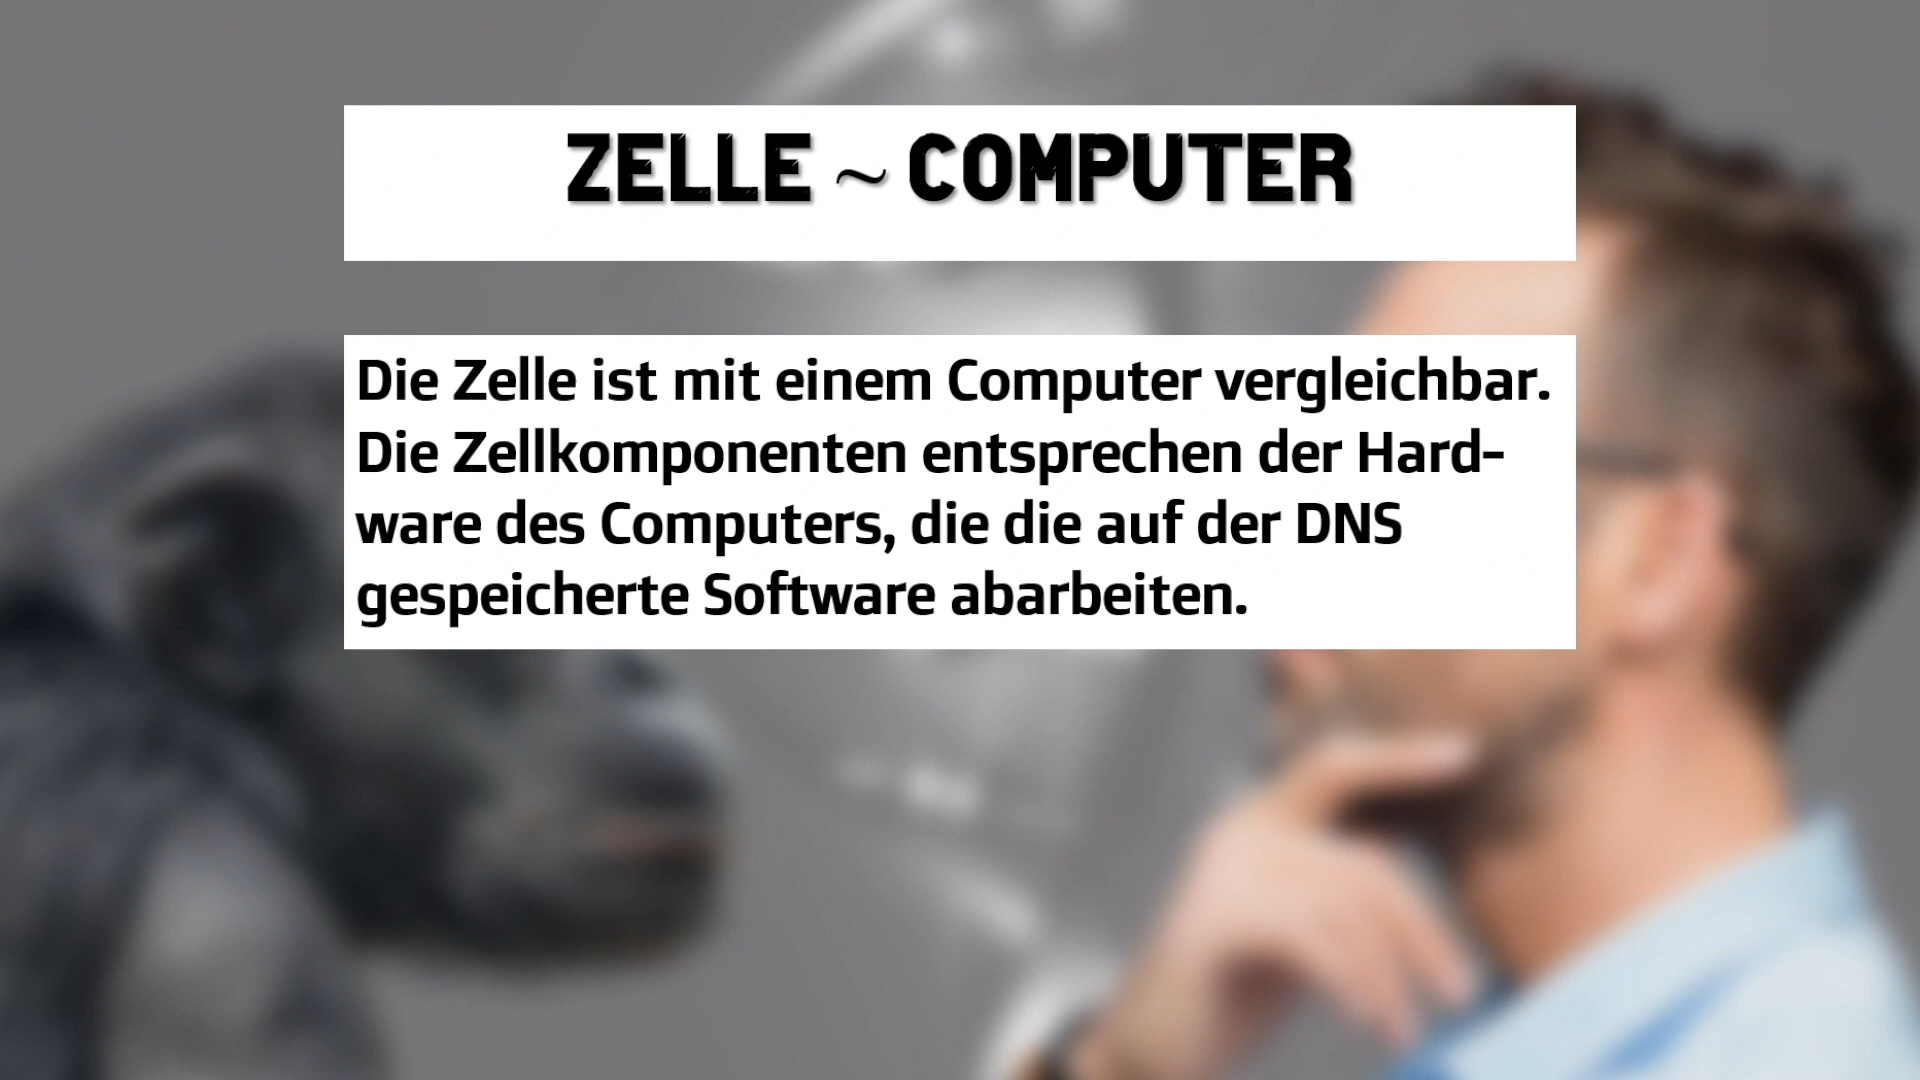 ZELLE ~ COMPUTER
Die Zelle ist mit einem Computer vergleichbar.
Die Zellkomponenten entsprechen der Hard-
ware des Computers, die die auf der DNS
gespeicherte Software abarbeiten.